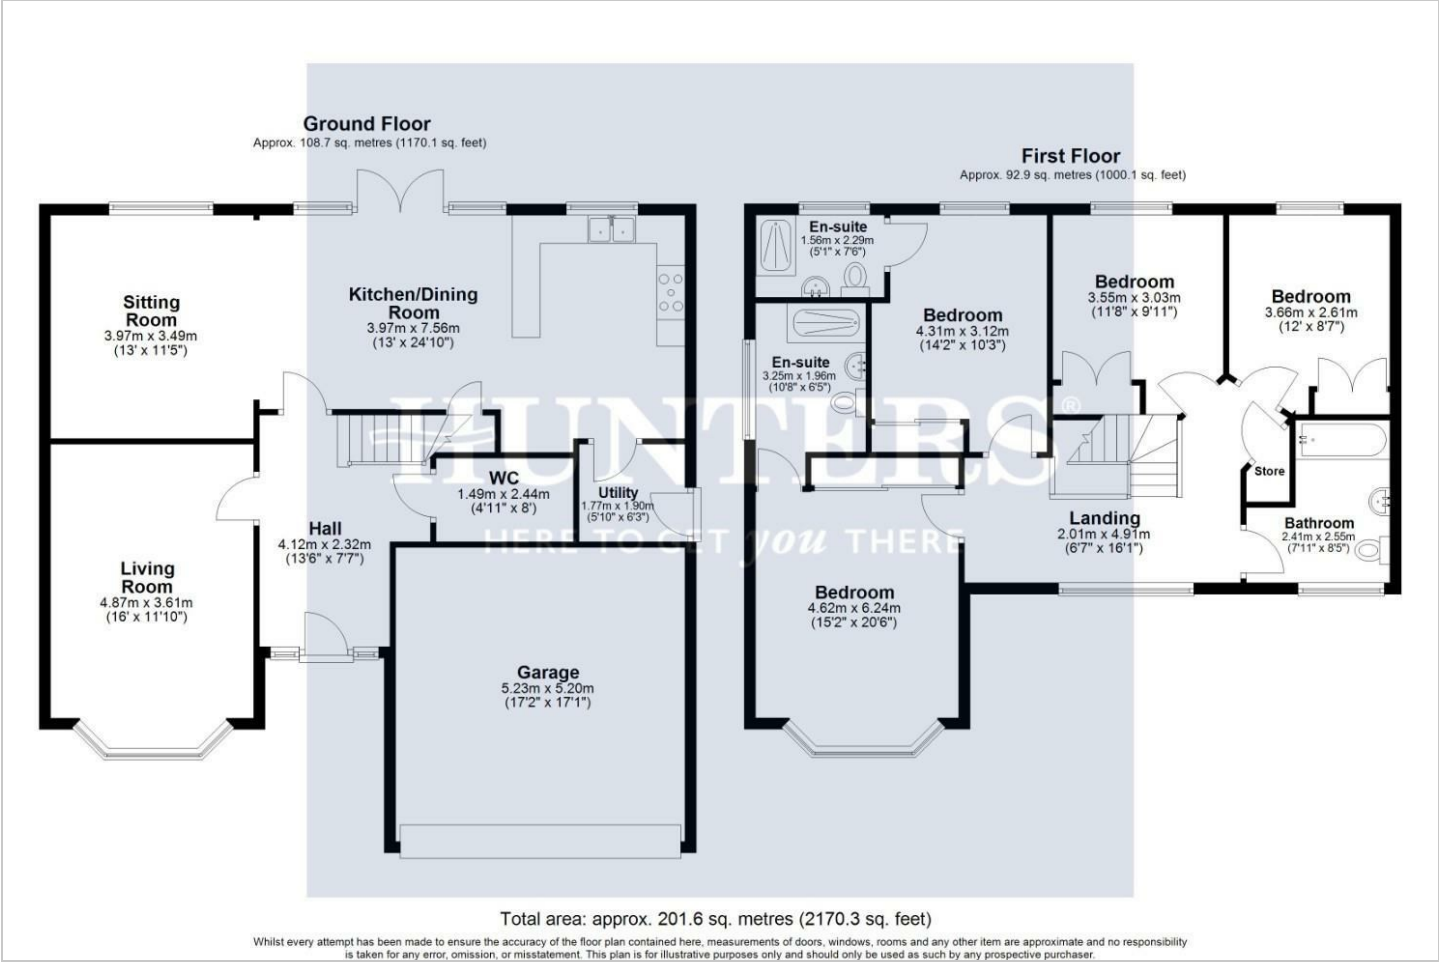 Ground Floor
Approx. 108.7 sq. metres (1170.1 sq. feet)
Sitting
Room
3.97m x 3.49m
(13' x 11'5")
Kitchen/Dining
Room
3.97m x 7.56m
(13' x 24'10")
WC
1.49m x 2.44m
(4'11" x 8')
Utility
1.77m x 1.90m
(5'10" x 6'3")
Hall
4.12m x 2.32m
(13'6" x 7'7")
Living
Room
4.87m x 3.61m
(16' x 11'10")
Garage
5.23m x 5.20m
(17'2" x 17'1")
First Floor
Approx. 92.9 sq. metres (1000.1 sq. feet)
En-suite
1.56m x 2.29m
(5'1" x 7'6")
Bedroom
4.31m x 3.12m
(14'2" x 10'3")
Bedroom
3.55m x 3.03m
(11'8" x 9'11")
Bedroom
3.66m x 2.61m
(12' x 8'7")
En-suite
3.25m x 1.96m
(10'8" x 6'5")
Store
Landing
2.01m x 4.91m
(6'7" x 16'1")
Bathroom
2.41m x 2.55m
(7'11" x 8'5")
Bedroom
4.62m x 6.24m
(15'2" x 20'6")
HUNTERS®
HERE TO GET you THERE
Total area: approx. 201.6 sq. metres (2170.3 sq. feet)
Whilst every attempt has been made to ensure the accuracy of the floor plan contained here, measurements of doors, windows, rooms and any other item are approximate and no responsibility
is taken for any error, omission, or misstatement. This plan is for illustrative purposes only and should only be used as such by any prospective purchaser.